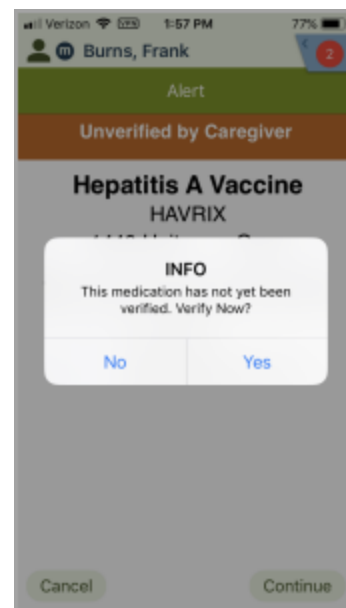 Verizon VPN 1:57 PM 77%
m Burns, Frank 2
Alert
Unverified by Caregiver
Hepatitis A Vaccine
HAVRIX
INFO
This medication has not yet been
verified. Verify Now?
No Yes
Cancel Continue